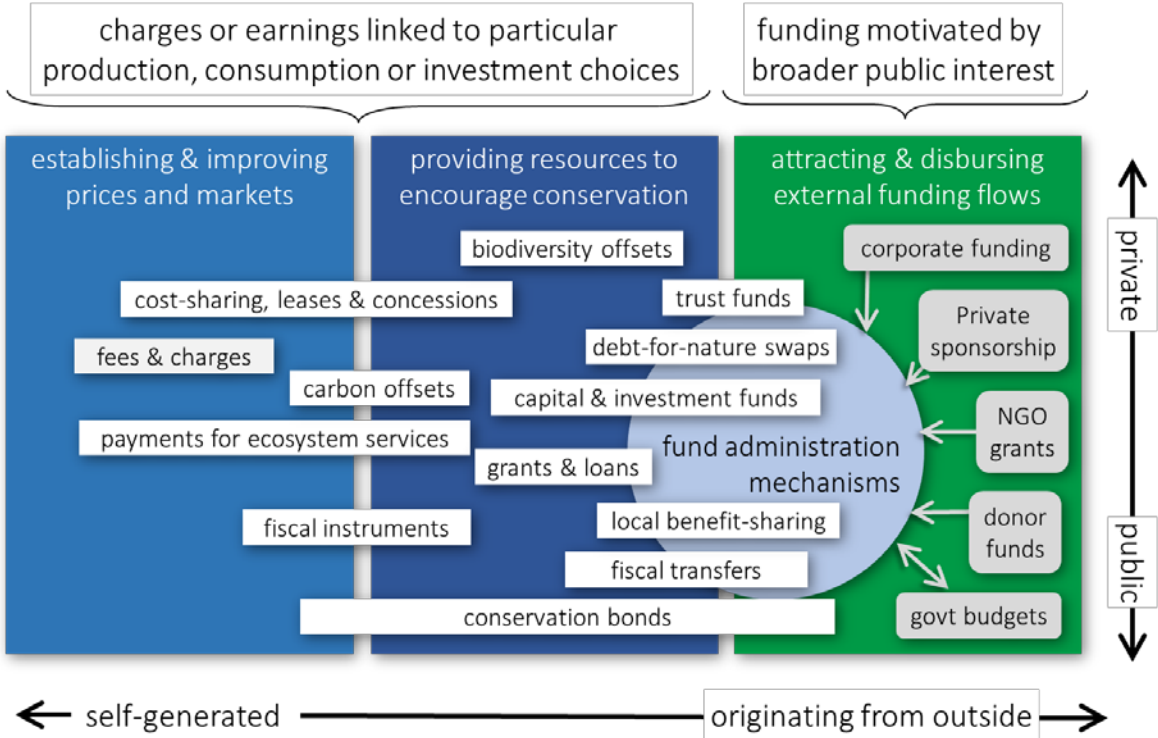 charges or earnings linked to particular
production, consumption or investment choices
funding motivated by
broader public interest
establishing & improving
prices and markets
providing resources to
encourage conservation
attracting & disbursing
external funding flows
biodiversity offsets
corporate funding
cost-sharing, leases & concessions
trust funds
Private
sponsorship
fees & charges
debt-for-nature swaps
carbon offsets
capital & investment funds
payments for ecosystem services
NGO
grants
fund administration
mechanisms
grants & loans
fiscal instruments
local benefit-sharing
donor
funds
fiscal transfers
conservation bonds
govt budgets
private
public
self-generated
originating from outside